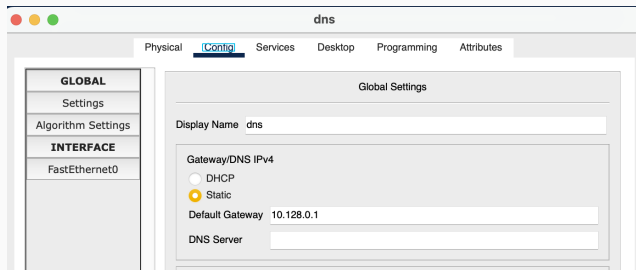 dns
Physical Config Services Desktop Programming Attributes
GLOBAL
Settings
Algorithm Settings
INTERFACE
FastEthernet0
Global Settings
Display Name dns
Gateway/DNS IPv4
DHCP
Static
Default Gateway 10.128.0.1
DNS Server